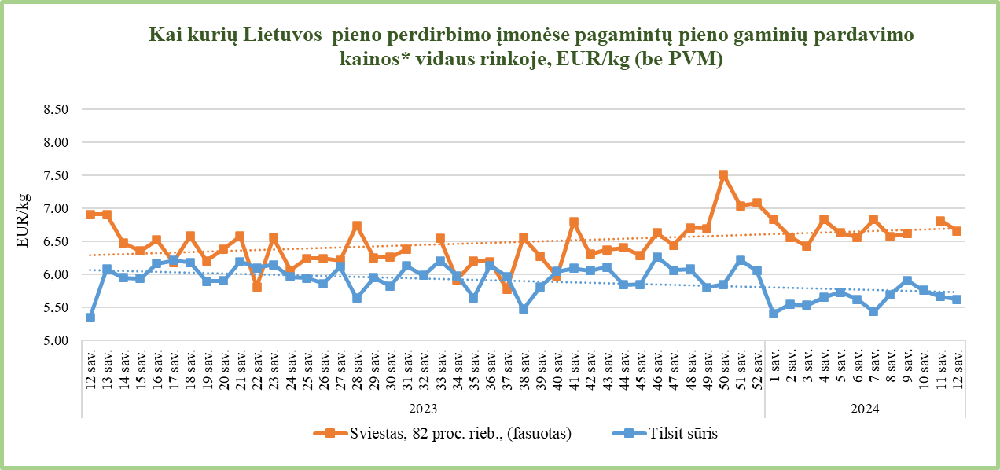 Kai kurių Lietuvos  pieno perdirbimo įmonėse pagamintų pieno gaminių pardavimo
kainos* vidaus rinkoje, EUR/kg (be PVM)
EUR/kg
8,50
8,00
7,50
7,00
6,50
6,00
5,50
5,00
12 sav.
13 sav.
14 sav.
15 sav.
16 sav.
17 sav.
18 sav.
19 sav.
20 sav.
21 sav.
22 sav.
23 sav.
24 sav.
25 sav.
26 sav.
27 sav.
28 sav.
29 sav.
30 sav.
31 sav.
32 sav.
33 sav.
34 sav.
35 sav.
36 sav.
37 sav.
38 sav.
39 sav.
40 sav.
41 sav.
42 sav.
43 sav.
44 sav.
45 sav.
46 sav.
47 sav.
48 sav.
49 sav.
50 sav.
51 sav.
52 sav.
1 sav.
2 sav.
3 sav.
4 sav.
5 sav.
6 sav.
7 sav.
8 sav.
9 sav.
10 sav.
11 sav.
12 sav.
2023
2024
Sviestas, 82 proc. rieb., (fasuotas)
Tilsit sūris